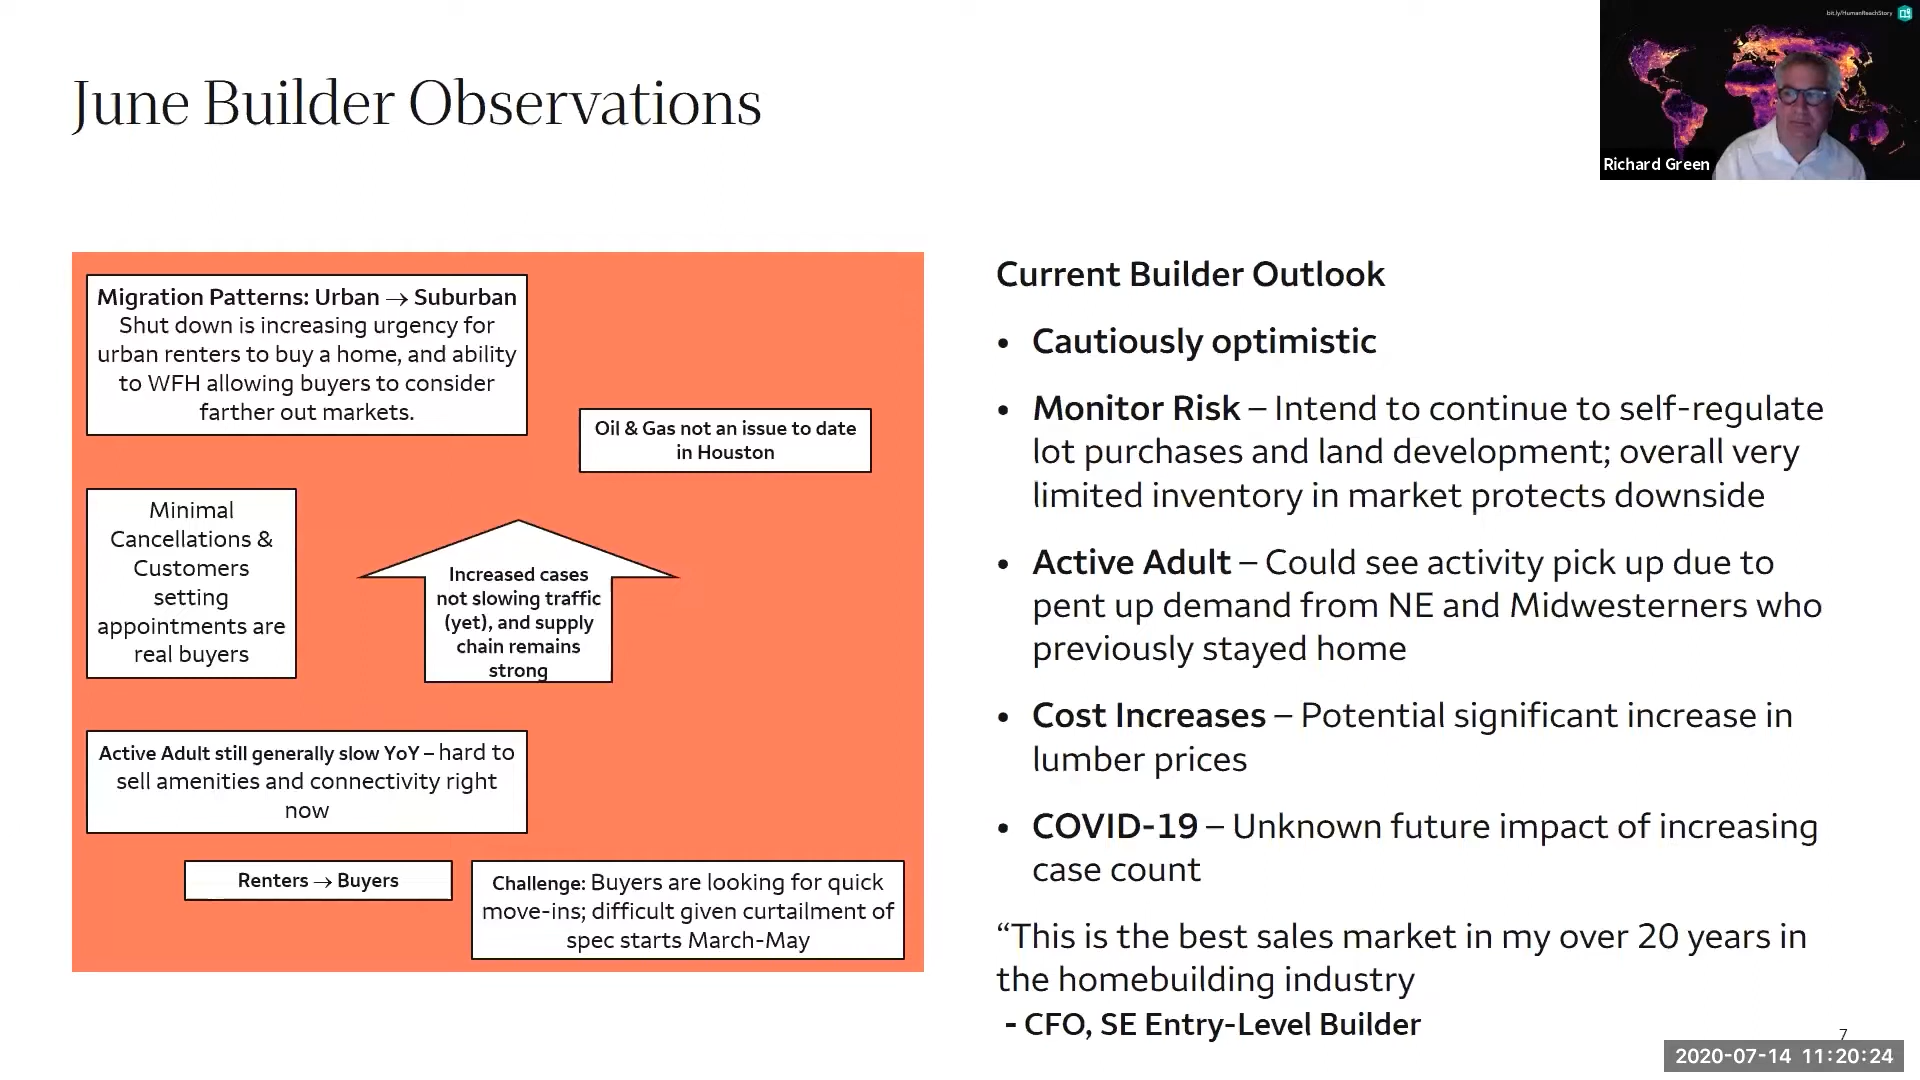 bit.ly/HumanReachStory
Richard Green
June Builder Observations
Migration Patterns: Urban → Suburban
Shut down is increasing urgency for
urban renters to buy a home, and ability
to WFH allowing buyers to consider
farther out markets.
Oil & Gas not an issue to date
in Houston
Minimal
Cancellations &
Customers
setting
appointments are
real buyers
Increased cases
not slowing traffic
(yet), and supply
chain remains
strong
Active Adult still generally slow YoY – hard to
sell amenities and connectivity right
now
Renters → Buyers
Challenge: Buyers are looking for quick
move-ins; difficult given curtailment of
spec starts March-May
Current Builder Outlook
• Cautiously optimistic
• Monitor Risk – Intend to continue to self-regulate
lot purchases and land development; overall very
limited inventory in market protects downside
• Active Adult – Could see activity pick up due to
pent up demand from NE and Midwesterners who
previously stayed home
• Cost Increases – Potential significant increase in
lumber prices
• COVID-19 – Unknown future impact of increasing
case count
“This is the best sales market in my over 20 years in
the homebuilding industry
- CFO, SE Entry-Level Builder
7
2020-07-14 11:20:24